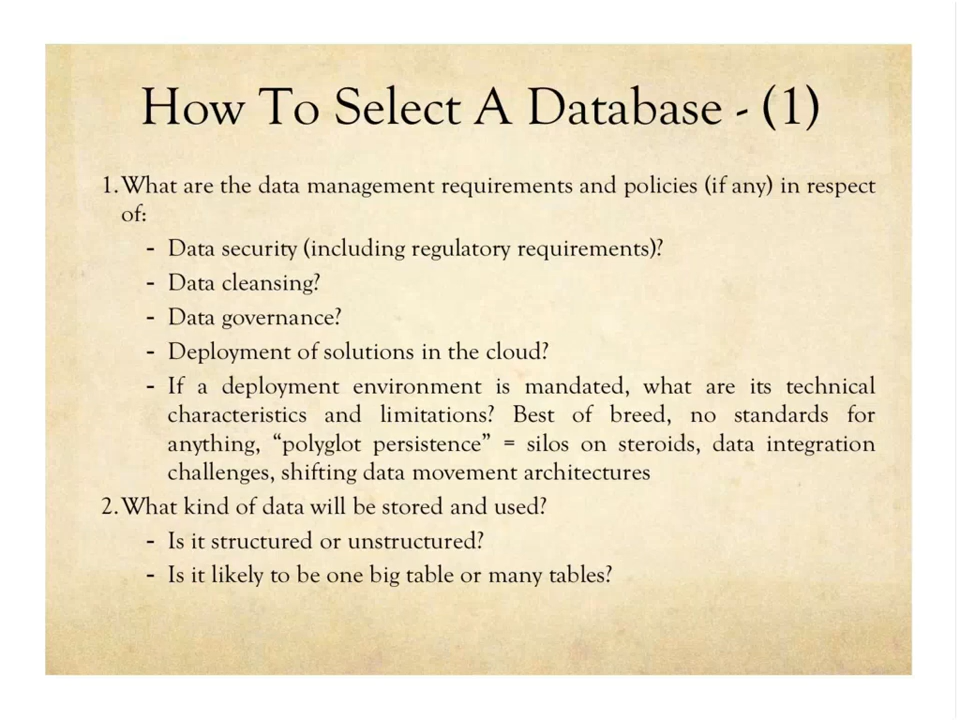 How To Select A Database - (1)
1. What are the data management requirements and policies (if any) in respect
of:
- Data security (including regulatory requirements)?
- Data cleansing?
- Data governance?
- Deployment of solutions in the cloud?
- If a deployment environment is mandated, what are its technical
characteristics and limitations? Best of breed, no standards for
anything, “polyglot persistence” = silos on steroids, data integration
challenges, shifting data movement architectures
2. What kind of data will be stored and used?
- Is it structured or unstructured?
- Is it likely to be one big table or many tables?